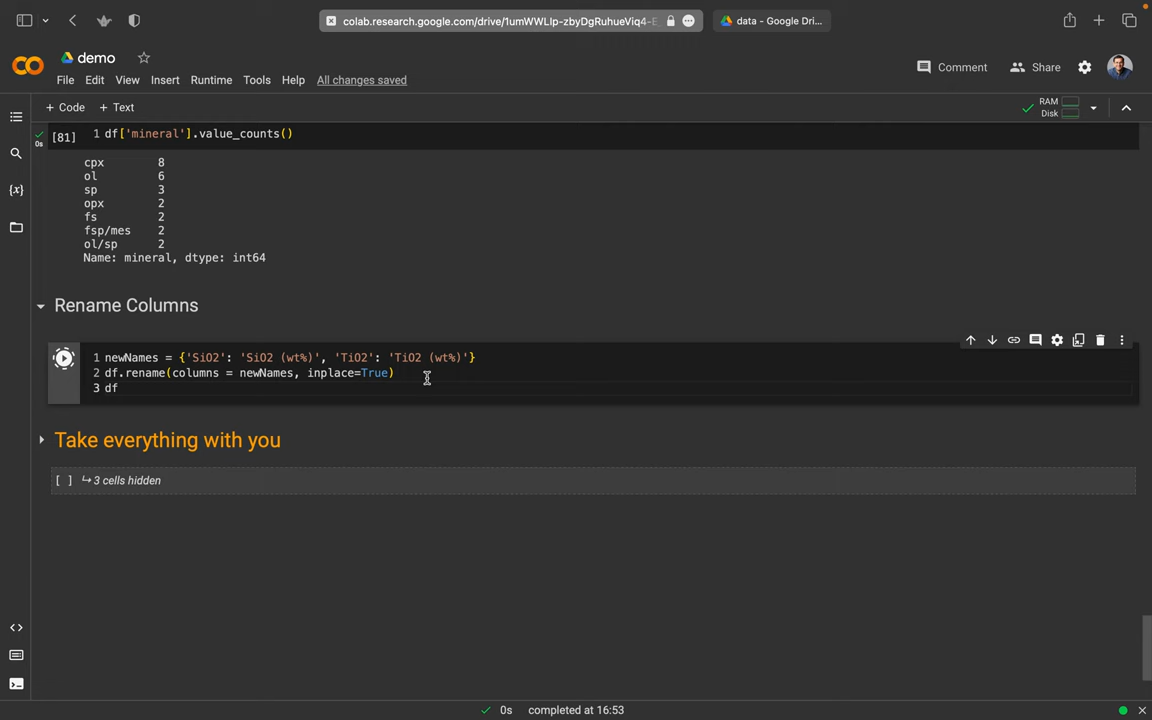 colab.research.google.com/drive/1umWWLlp-zbyDgRuhueViq4-E
data - Google Dri...
demo
File Edit View Insert Runtime Tools Help All changes saved
Comment Share
+ Code + Text
RAM
Disk
[81] 1 df['mineral'].value_counts()
0s
cpx 8
ol 6
sp 3
opx 2
fs 2
fsp/mes 2
ol/sp 2
Name: mineral, dtype: int64
Rename Columns
1 newNames = {'SiO2': 'SiO2 (wt%)', 'TiO2': 'TiO2 (wt%)'}
2 df.rename(columns = newNames, inplace=True)
3 df
Take everything with you
[ ] ↳ 3 cells hidden
0s completed at 16:53